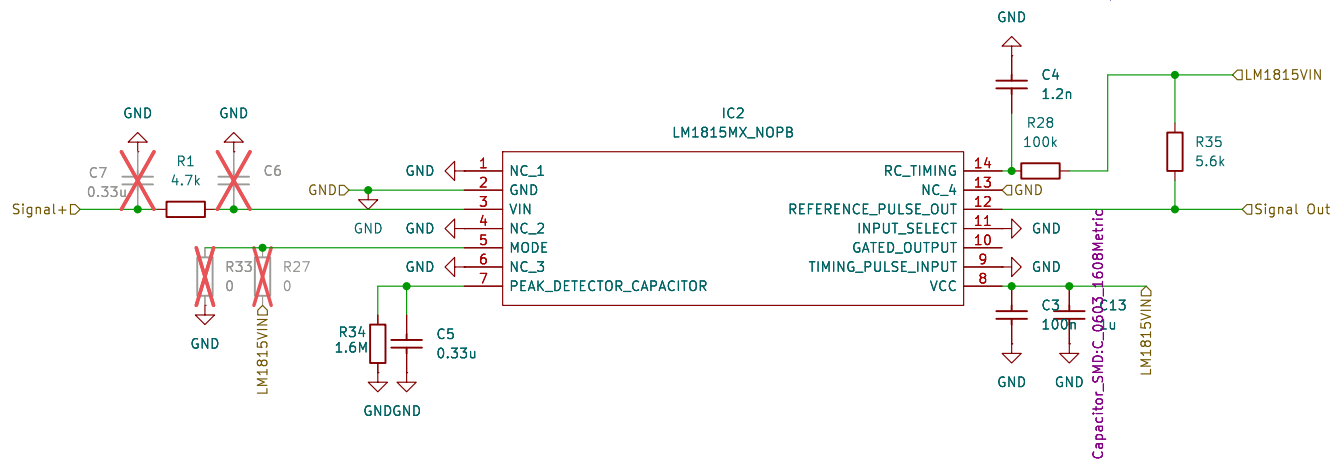 GND
C4
1.2n
LM1815VIN
IC2
LM1815MX_NOPB
GND
GND
C7
0.33u
R1
4.7k
C6
R28
100k
R35
5.6k
GND
1
NC_1
RC_TIMING
14
GND
2
GND
NC_4
13
GND
Signal+
3
VIN
REFERENCE_PULSE_OUT
12
Signal Out
GND
GND
4
NC_2
INPUT_SELECT
11
GND
5
MODE
GATED_OUTPUT
10
R33
0
R27
0
GND
6
NC_3
TIMING_PULSE_INPUT
9
GND
7
PEAK_DETECTOR_CAPACITOR
VCC
8
GND
LM1815VIN
R34
1.6M
C5
0.33u
GND
GND
C3
100n
C13
1u
GND
GND
LM1815VIN
Capacitor_SMD:C_0603_1608Metric